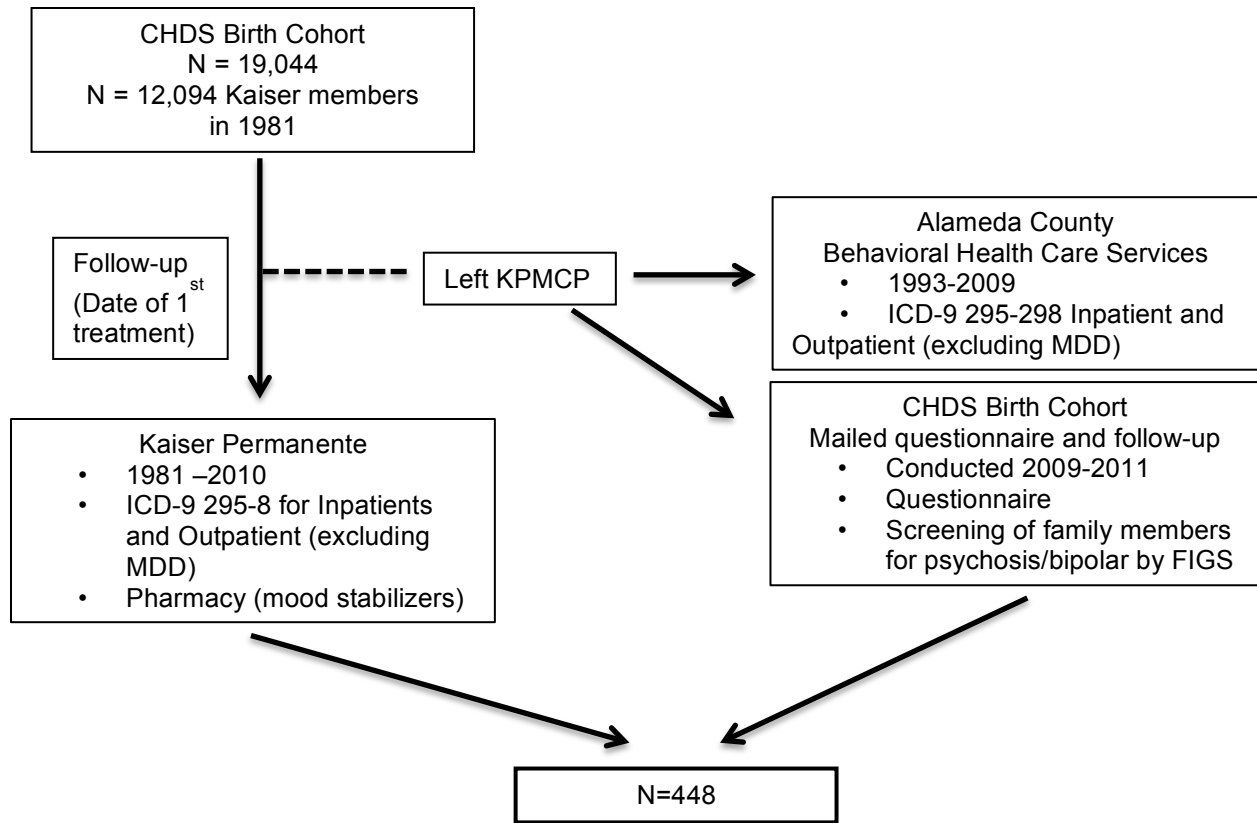 CHDS Birth Cohort
N = 19,044
N = 12,094 Kaiser members
in 1981
Follow-up
(Date of 1st
treatment)
Left KPMCP
Alameda County
Behavioral Health Care Services
• 1993-2009
• ICD-9 295-298 Inpatient and
Outpatient (excluding MDD)
Kaiser Permanente
• 1981 –2010
• ICD-9 295-8 for Inpatients
and Outpatient (excluding
MDD)
• Pharmacy (mood stabilizers)
CHDS Birth Cohort
Mailed questionnaire and follow-up
• Conducted 2009-2011
• Questionnaire
• Screening of family members
for psychosis/bipolar by FIGS
N=448